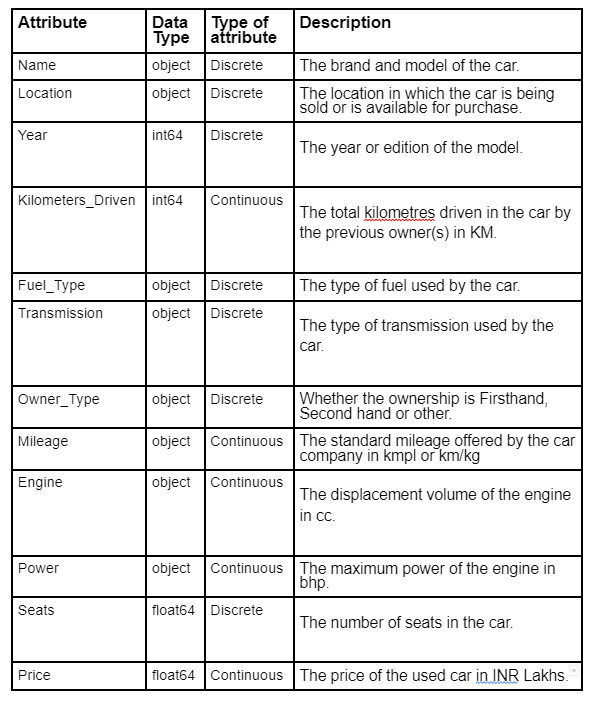 Attribute Data Type Type of attribute Description
Name object Discrete The brand and model of the car.
Location object Discrete The location in which the car is being
sold or is available for purchase.
Year int64 Discrete The year or edition of the model.
Kilometers_Driven int64 Continuous The total kilometres driven in the car by
the previous owner(s) in KM.
Fuel_Type object Discrete The type of fuel used by the car.
Transmission object Discrete The type of transmission used by the
car.
Owner_Type object Discrete Whether the ownership is Firsthand,
Second hand or other.
Mileage object Continuous The standard mileage offered by the car
company in kmpl or km/kg
Engine object Continuous The displacement volume of the engine
in cc.
Power object Continuous The maximum power of the engine in
bhp.
Seats float64 Discrete The number of seats in the car.
Price float64 Continuous The price of the used car in INR Lakhs.